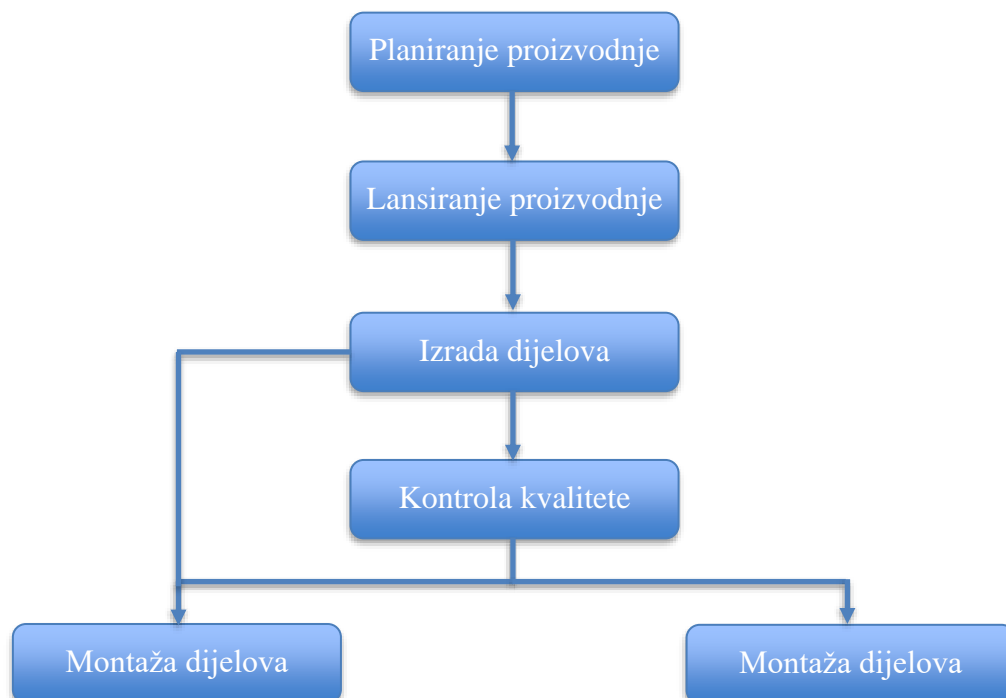 Planiranje proizvodnje
Lansiranje proizvodnje
Izrada dijelova
Kontrola kvalitete
Montaža dijelova
Montaža dijelova